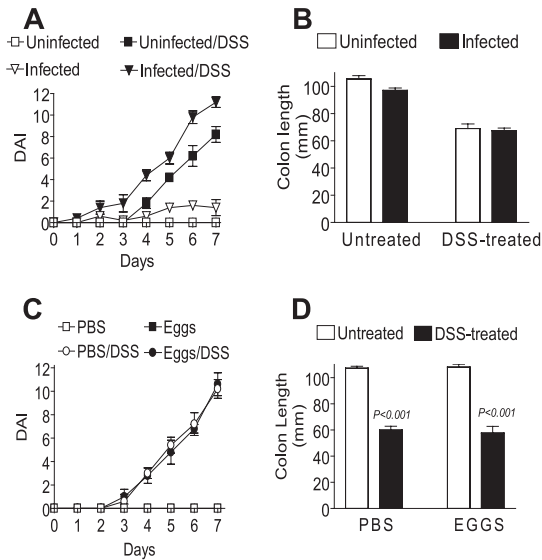 A
Uninfected Uninfected/DSS
Infected Infected/DSS
DAI
12
10
8
6
4
2
0
0 1 2 3 4 5 6 7
Days
B
Uninfected Infected
Colon length
(mm)
100
80
60
40
20
0
Untreated DSS-treated
C
PBS Eggs
PBS/DSS Eggs/DSS
DAI
12
10
8
6
4
2
0
0 1 2 3 4 5 6 7
Days
D
Untreated DSS-treated
Colon Length
(mm)
100
80
60
40
20
0
P<0.001 P<0.001
PBS EGGS